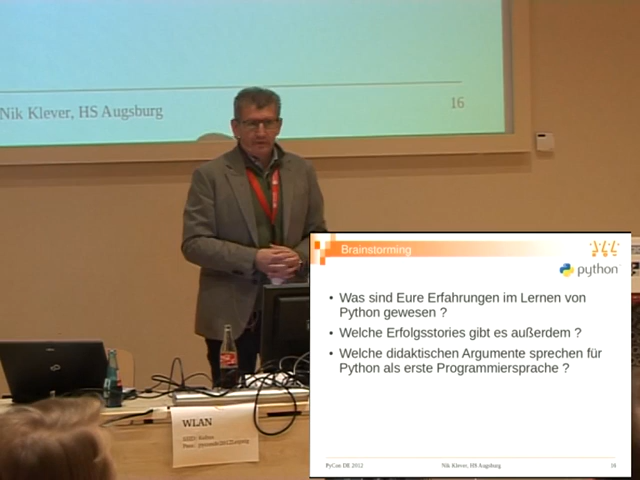 Nik Klever, HS Augsburg
16
Brainstorming
python
• Was sind Eure Erfahrungen im Lernen von
Python gewesen ?
• Welche Erfolgsstories gibt es außerdem ?
• Welche didaktischen Argumente sprechen für
Python als erste Programmiersprache ?
PyCon DE 2012
Nik Klever, HS Augsburg
16
WLAN